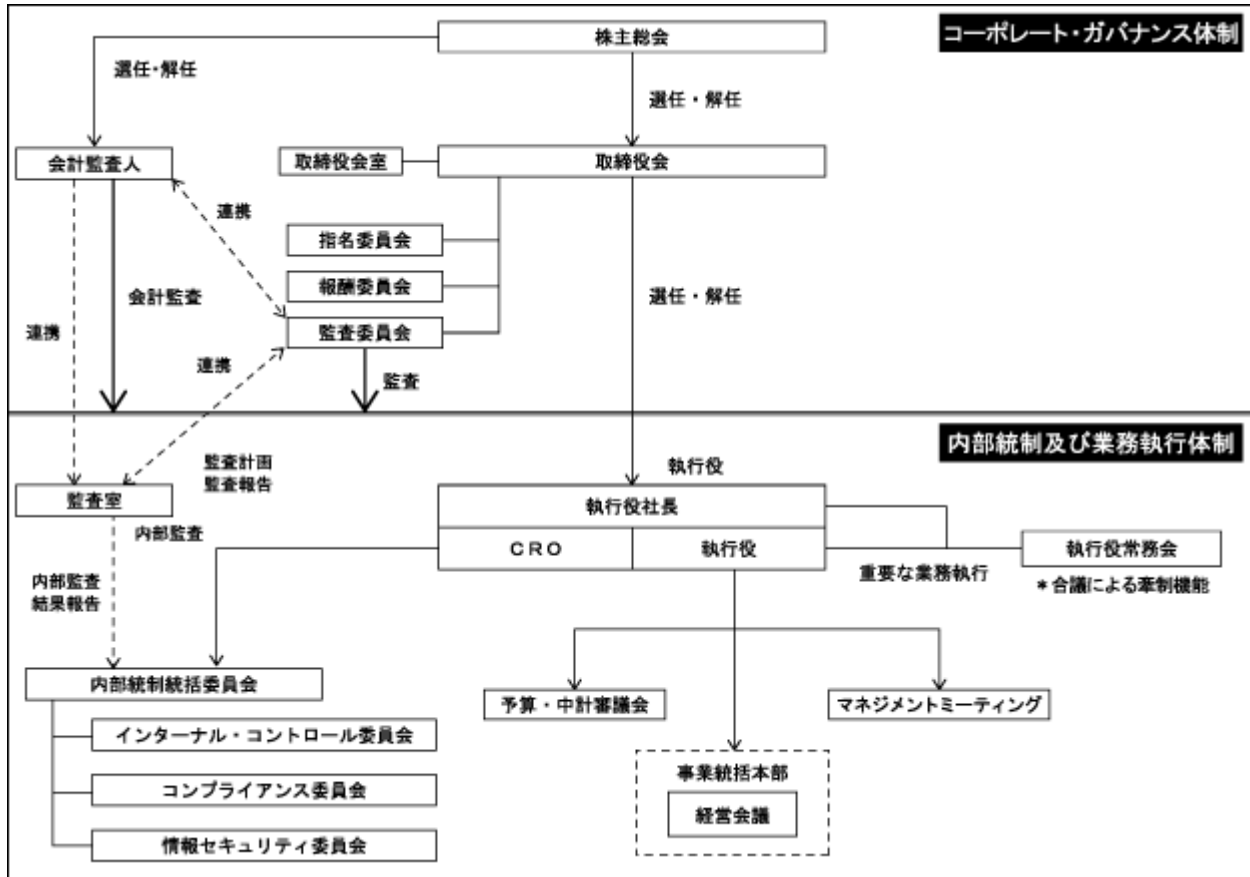 株主総会
コーポレート・ガバナンス体制
選任・解任
選任・解任
会計監査人
取締役会室
取締役会
連携
指名委員会
報酬委員会
会計監査
選任・解任
監査委員会
連携
連携
監査
内部統制及び業務執行体制
監査計画
監査報告
執行役
監査室
執行役社長
内部監査
CRO
執行役
執行役常務会
重要な業務執行
＊合議による牽制機能
内部監査
結果報告
内部統制統括委員会
予算・中計審議会
マネジメントミーティング
インターナル・コントロール委員会
事業統括本部
コンプライアンス委員会
経営会議
情報セキュリティ委員会